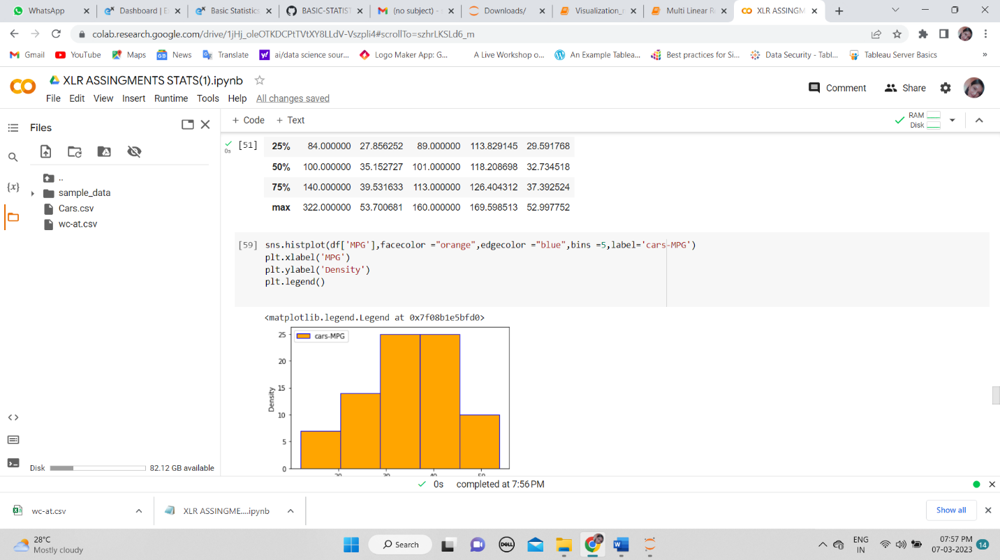 WhatsApp
Dashboard | E
Basic Statistics
BASIC-STATIST
(no subject) -
Downloads/
Visualization_
Multi Linear R
XLR ASSINGM
colab.research.google.com/drive/1jHj_oleOTKDCPtTVtXY8LLdV-Vszpli4#scrollTo=szhrLKSLd6_m
Gmail
YouTube
Maps
News
Translate
ai/data science sour...
Logo Maker App: G...
A Live Workshop o...
An Example Tablea...
Best practices for Si...
Data Security - Tabl...
Tableau Server Basics
»
XLR ASSINGMENTS STATS(1).ipynb
File Edit View Insert Runtime Tools Help All changes saved
Comment
Share
Files
+ Code + Text
RAM
Disk
..
sample_data
Cars.csv
wc-at.csv
Disk
82.12 GB available
0s
[51]
25% 84.000000 27.856252 89.000000 113.829145 29.591768
50% 100.000000 35.152727 101.000000 118.208698 32.734518
75% 140.000000 39.531633 113.000000 126.404312 37.392524
max 322.000000 53.700681 160.000000 169.598513 52.997752
[59] sns.histplot(df['MPG'],facecolor ="orange",edgecolor ="blue",bins =5,label='cars-MPG')
plt.xlabel('MPG')
plt.ylabel('Density')
plt.legend()
<matplotlib.legend.Legend at 0x7f08b1e5bfd0>
cars-MPG
25
20
15
10
5
0
Density
0s completed at 7:56 PM
wc-at.csv
XLR ASSINGME....ipynb
Show all
28°C
Mostly cloudy
Search
DELL
ENG
IN
07:57 PM
07-03-2023
14